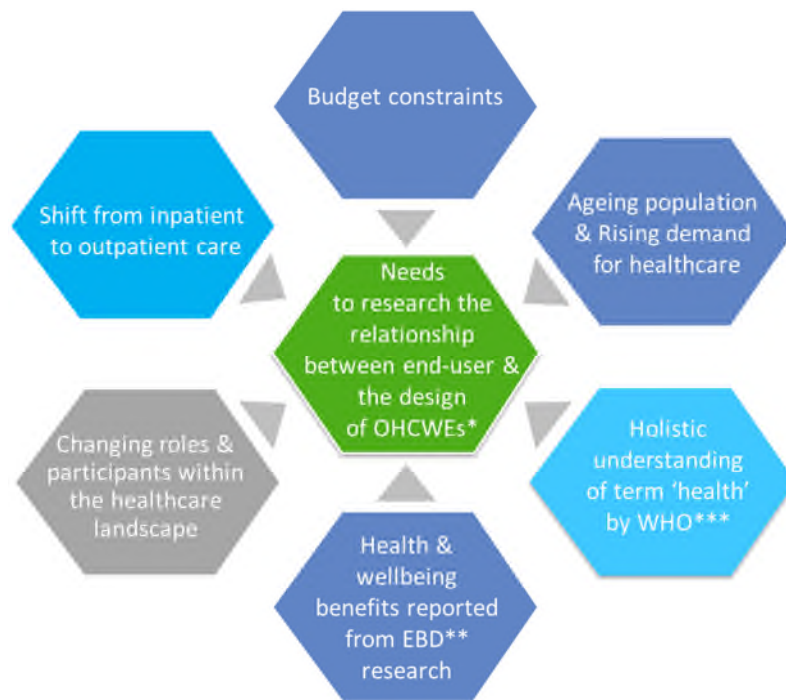 Budget constraints
Shift from inpatient
to outpatient care
Ageing population
& Rising demand
for healthcare
Needs
to research the
relationship
between end-user &
the design
of OHCWEs*
Changing roles &
participants within
the healthcare
landscape
Holistic
understanding
of term ‘health’
by WHO***
Health &
wellbeing
benefits reported
from EBD**
research